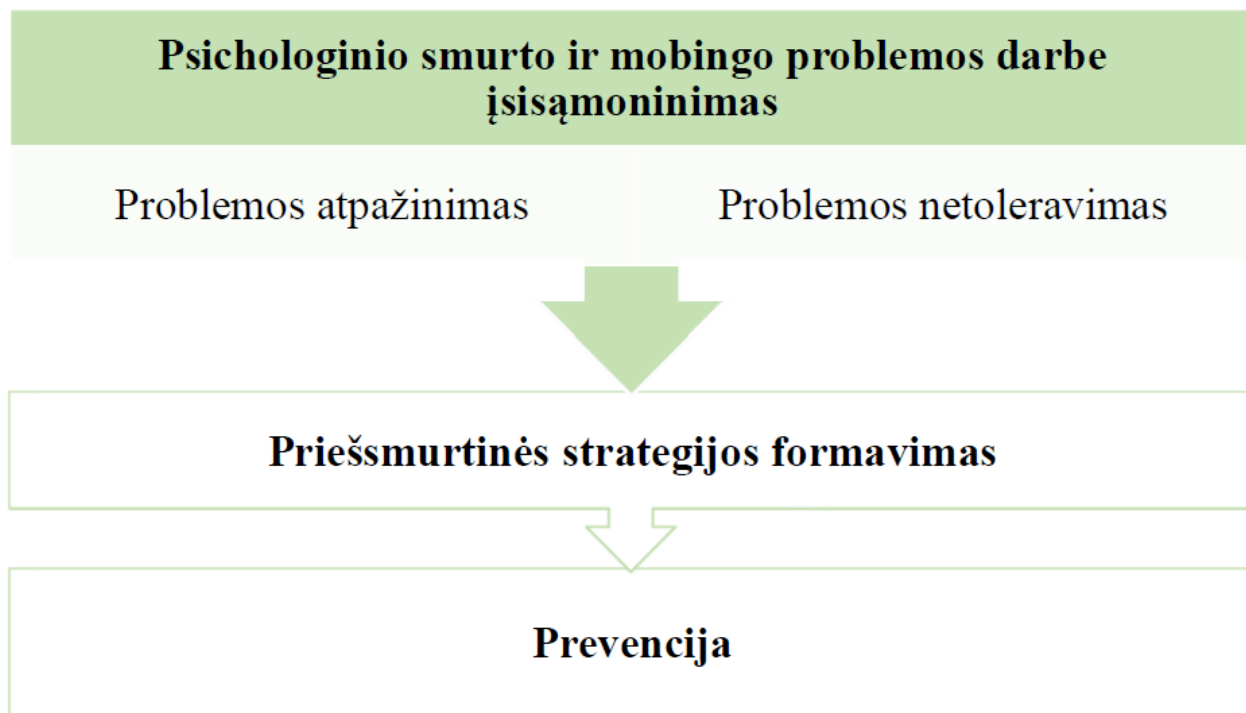 Psichologinio smurto ir mobingo problemos darbe
įsisąmoninimas
Problemos atpažinimas
Problemos netoleravimas
Priešsmurtinės strategijos formavimas
Prevencija